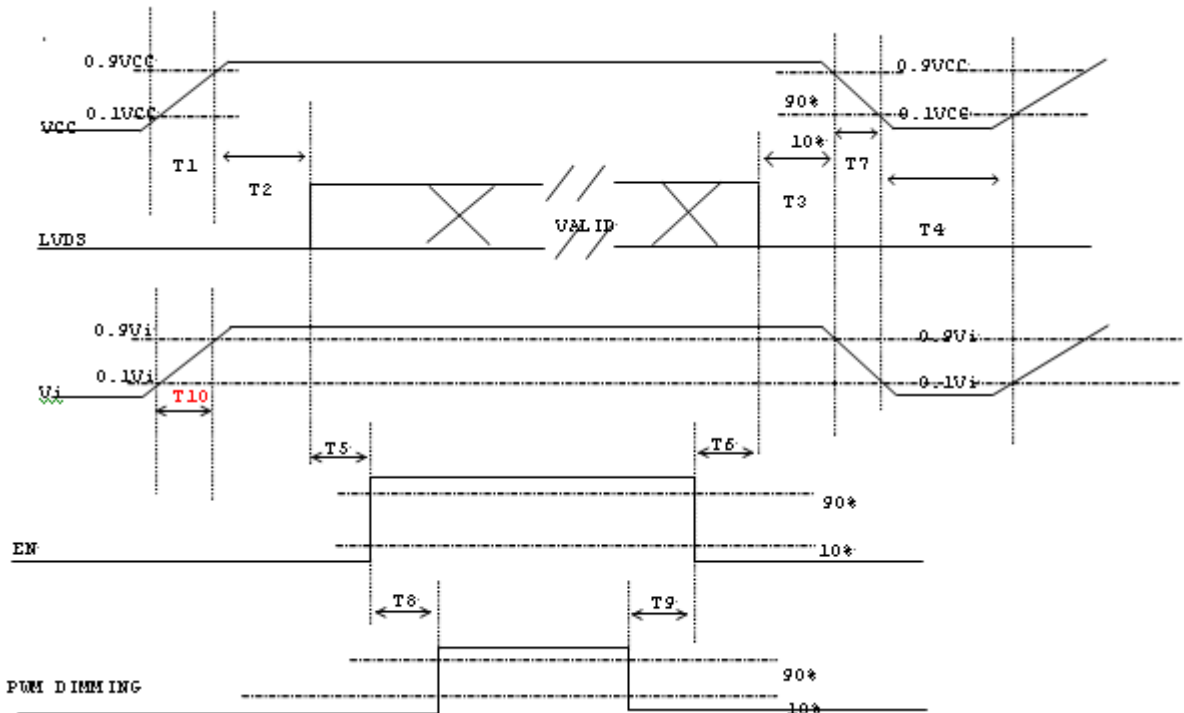 0.9VCC
0.9VCC
0.1VCC
90%
0.1VCC
VCC
10%
T1
T7
T2
T3
VALID
T4
LVDS
0.9Vi
0.9Vi
0.1Vi
0.1Vi
Vi
T10
T5
T6
90%
EN
10%
T8
T9
90%
PWM DIMMING
10%